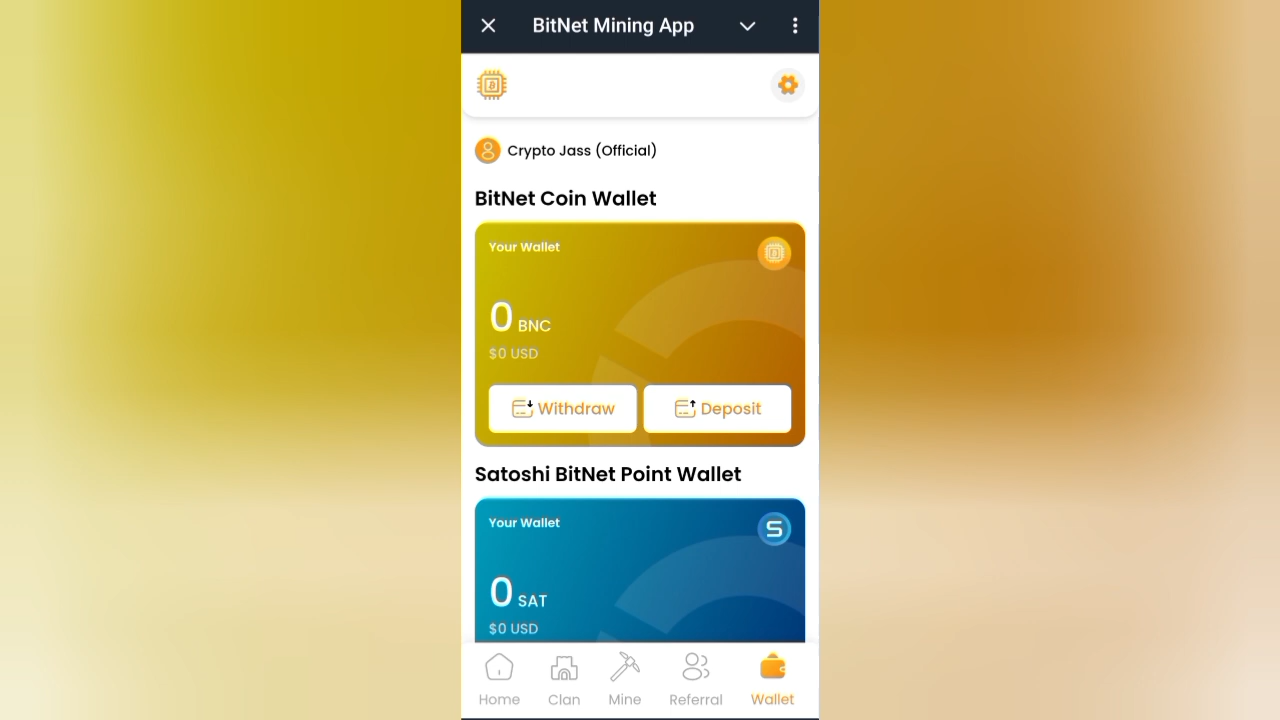 BitNet Mining App
Crypto Jass (Official)
BitNet Coin Wallet
Your Wallet
0 BNC
$0 USD
Withdraw Deposit
Satoshi BitNet Point Wallet
Your Wallet
S
0 SAT
$0 USD
Home Clan Mine Referral Wallet